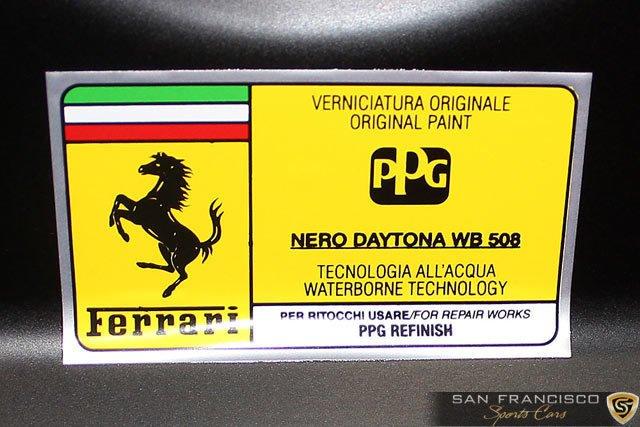 VERNICIATURA ORIGINALE
ORIGINAL PAINT
PPG
NERO DAYTONA WB 508
TECNOLOGIA ALL'ACQUA
WATERBORNE TECHNOLOGY
Ferrari
PER RITOCCHI USARE/FOR REPAIR WORKS
PPG REFINISH
SAN FRANCISCO
Sports Cars